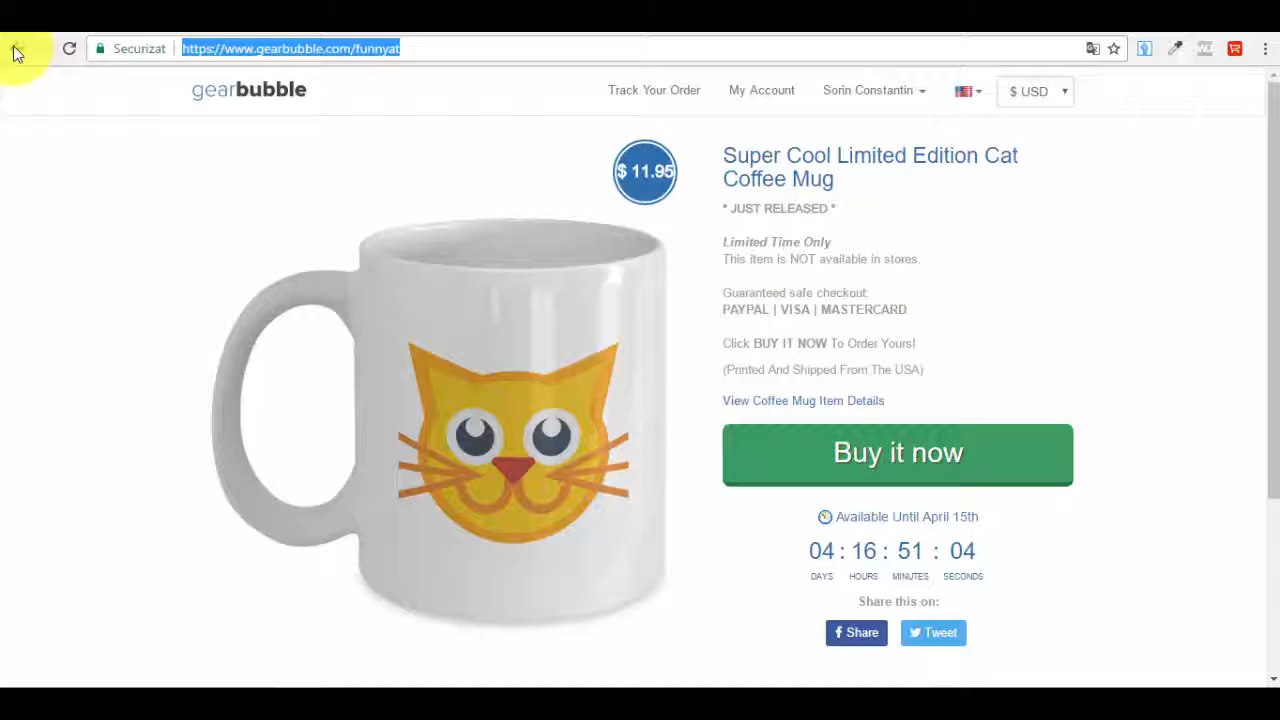 Securizat https://www.gearbubble.com/funnyat
gearbubble Track Your Order My Account Sorin Constantin $ USD
$ 11.95
Super Cool Limited Edition Cat
Coffee Mug
* JUST RELEASED *
Limited Time Only
This item is NOT available in stores.
Guaranteed safe checkout:
PAYPAL | VISA | MASTERCARD
Click BUY IT NOW To Order Yours!
(Printed And Shipped From The USA)
View Coffee Mug Item Details
Buy it now
Available Until April 15th
04 : 16 : 51 : 04
DAYS HOURS MINUTES SECONDS
Share this on:
Share Tweet